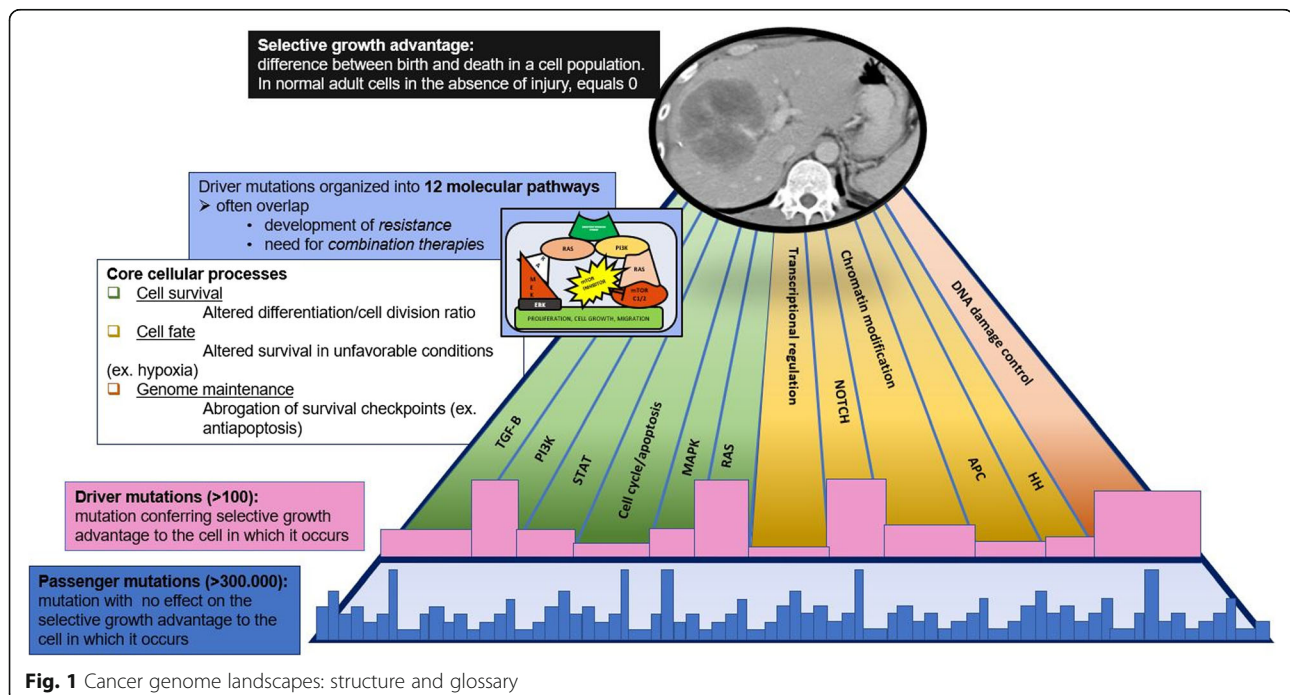 Selective growth advantage:
difference between birth and death in a cell population.
In normal adult cells in the absence of injury, equals 0
Driver mutations organized into 12 molecular pathways
➤ often overlap
• development of resistance
• need for combination therapies
RAS
PI3K
RAS
MEK
ERK
mTOR INHIBITOR
mTOR
C1/2
PROLIFERATION, CELL GROWTH, MIGRATION
Core cellular processes
❑ Cell survival
Altered differentiation/cell division ratio
❑ Cell fate
Altered survival in unfavorable conditions
(ex. hypoxia)
❑ Genome maintenance
Abrogation of survival checkpoints (ex.
antiapoptosis)
TGF-B
PI3K
STAT
Cell cycle/apoptosis
MAPK
RAS
Transcriptional regulation
NOTCH
Chromatin modification
APC
HH
DNA damage control
Driver mutations (>100):
mutation conferring selective growth
advantage to the cell in which it occurs
Passenger mutations (>300.000):
mutation with no effect on the
selective growth advantage to the
cell in which it occurs
Fig. 1 Cancer genome landscapes: structure and glossary